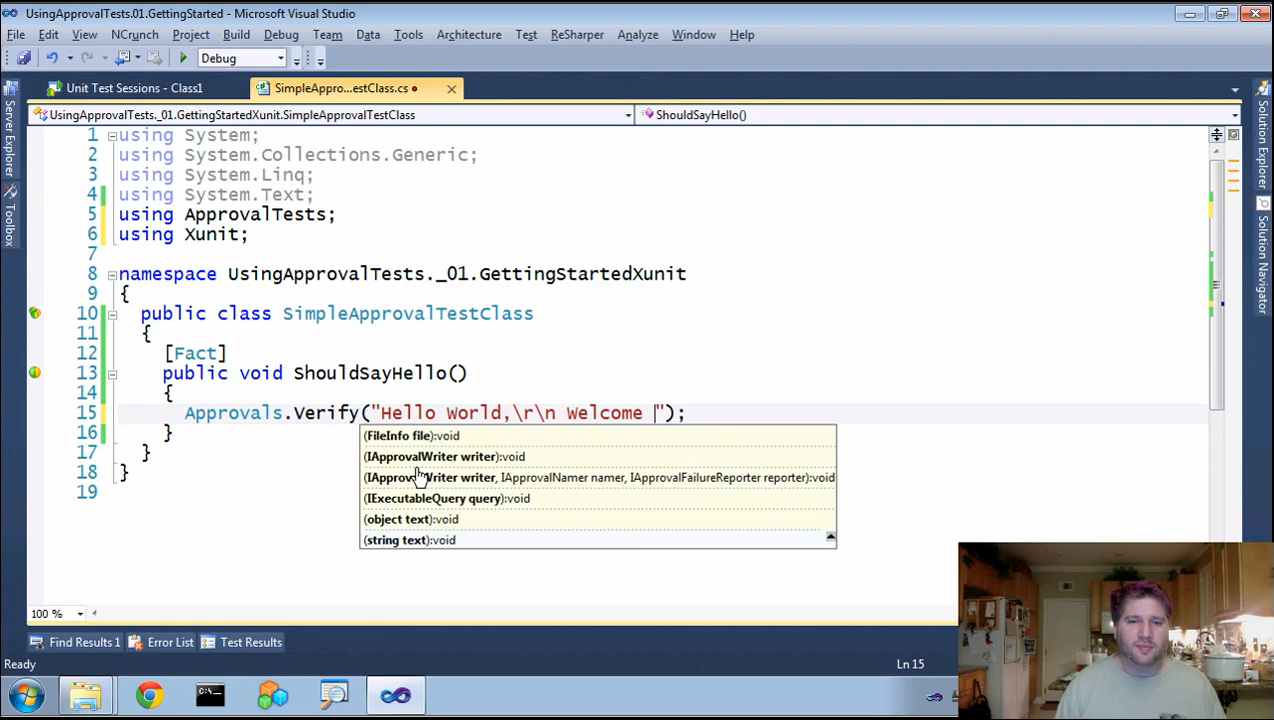 UsingApprovalTests.01.GettingStarted - Microsoft Visual Studio
File Edit View NCrunch Project Build Debug Team Data Tools Architecture Test ReSharper Analyze Window Help
Debug
Unit Test Sessions - Class1
SimpleAppro...estClass.cs
UsingApprovalTests._01.GettingStartedXunit.SimpleApprovalTestClass
ShouldSayHello()
Server Explorer
Toolbox
Solution Explorer
Solution Navigator
1 using System;
2 using System.Collections.Generic;
3 using System.Linq;
4 using System.Text;
5 using ApprovalTests;
6 using Xunit;
7
8 namespace UsingApprovalTests._01.GettingStartedXunit
9 {
10 public class SimpleApprovalTestClass
11 {
12 [Fact]
13 public void ShouldSayHello()
14 {
15 Approvals.Verify("Hello World,\r\n Welcome ");
16 }
17 }
18 }
19
(FileInfo file):void
(IApprovalWriter writer):void
(IApprovalWriter writer, IApprovalNamer namer, IApprovalFailureReporter reporter):void
(IExecutableQuery query):void
(object text):void
(string text):void
100 %
Find Results 1 Error List Test Results
Ready
Ln 15